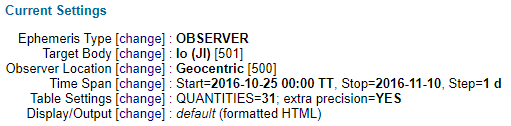 Current Settings
Ephemeris Type [change] : OBSERVER
Target Body [change] : Io (JI) [501]
Observer Location [change] : Geocentric [500]
Time Span [change] : Start=2016-10-25 00:00 TT, Stop=2016-11-10, Step=1 d
Table Settings [change] : QUANTITIES=31; extra precision=YES
Display/Output [change] : default (formatted HTML)